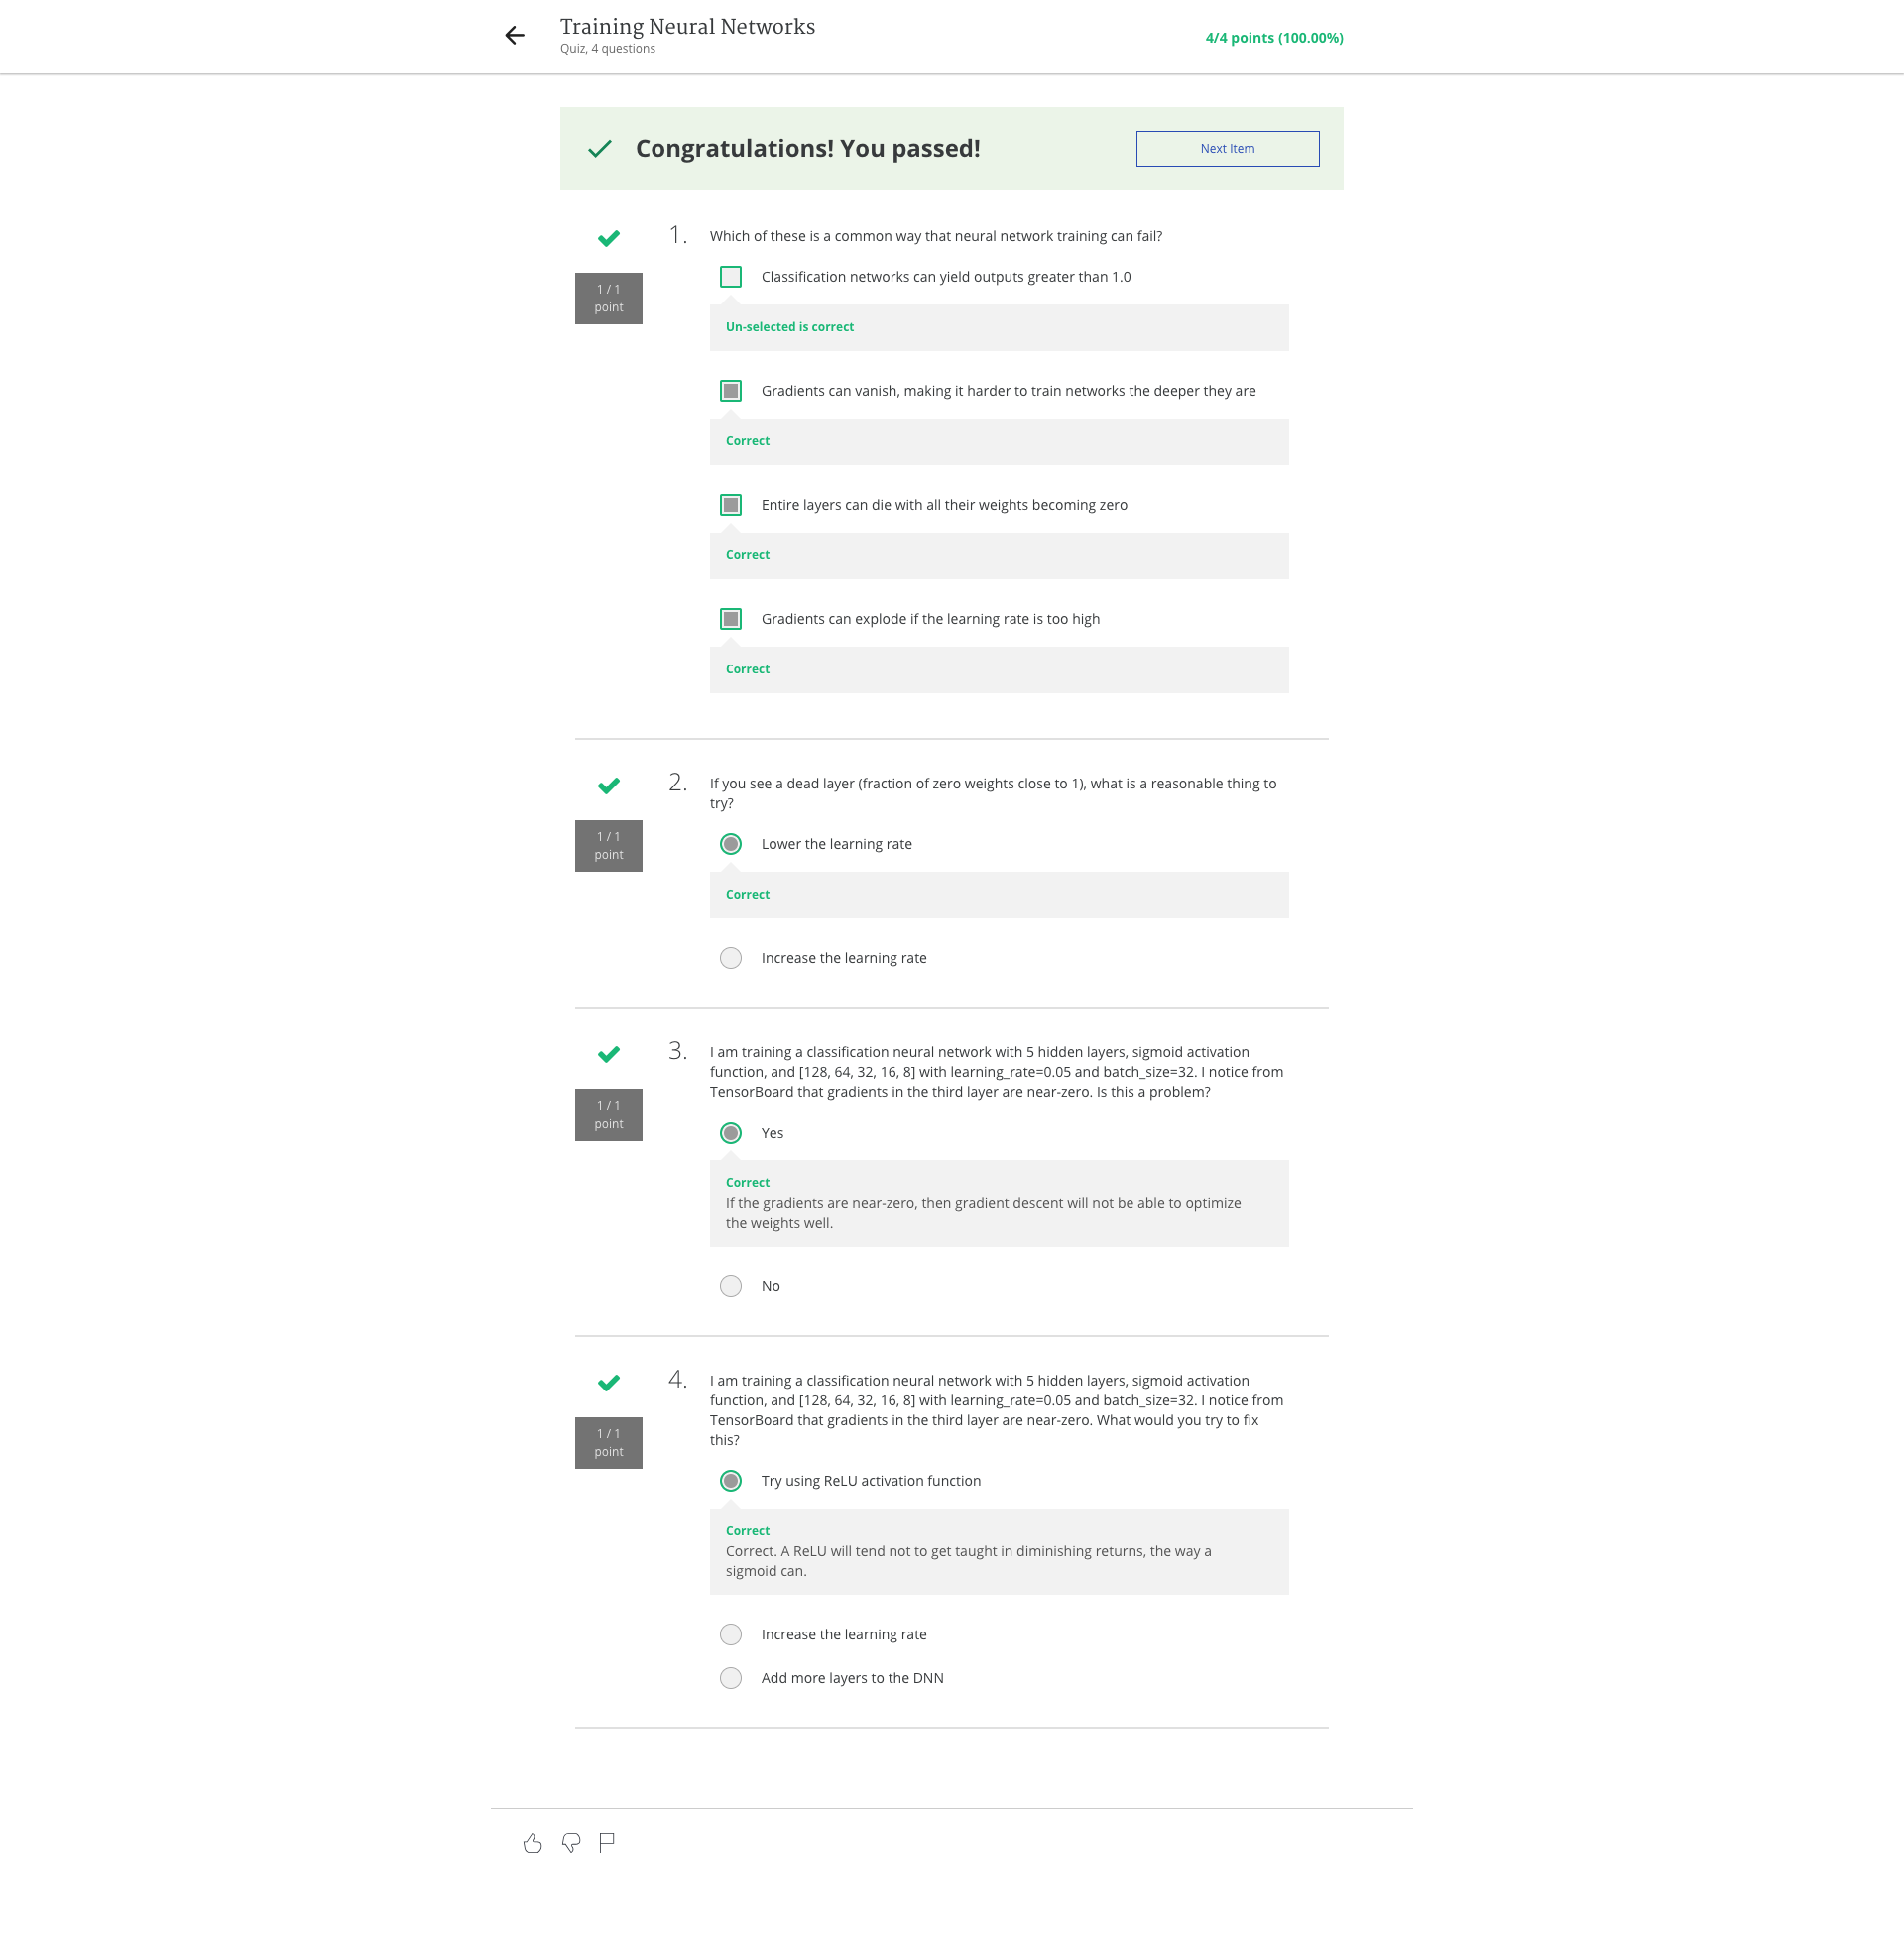 Training Neural Networks
Quiz, 4 questions
4/4 points (100.00%)
Congratulations! You passed!
Next Item
1 / 1
point
1.
Which of these is a common way that neural network training can fail?
Classification networks can yield outputs greater than 1.0
Un-selected is correct
Gradients can vanish, making it harder to train networks the deeper they are
Correct
Entire layers can die with all their weights becoming zero
Correct
Gradients can explode if the learning rate is too high
Correct
1 / 1
point
2.
If you see a dead layer (fraction of zero weights close to 1), what is a reasonable thing to
try?
Lower the learning rate
Correct
Increase the learning rate
1 / 1
point
3.
I am training a classification neural network with 5 hidden layers, sigmoid activation
function, and [128, 64, 32, 16, 8] with learning_rate=0.05 and batch_size=32. I notice from
TensorBoard that gradients in the third layer are near-zero. Is this a problem?
Yes
Correct
If the gradients are near-zero, then gradient descent will not be able to optimize
the weights well.
No
1 / 1
point
4.
I am training a classification neural network with 5 hidden layers, sigmoid activation
function, and [128, 64, 32, 16, 8] with learning_rate=0.05 and batch_size=32. I notice from
TensorBoard that gradients in the third layer are near-zero. What would you try to fix
this?
Try using ReLU activation function
Correct
Correct. A ReLU will tend not to get taught in diminishing returns, the way a
sigmoid can.
Increase the learning rate
Add more layers to the DNN